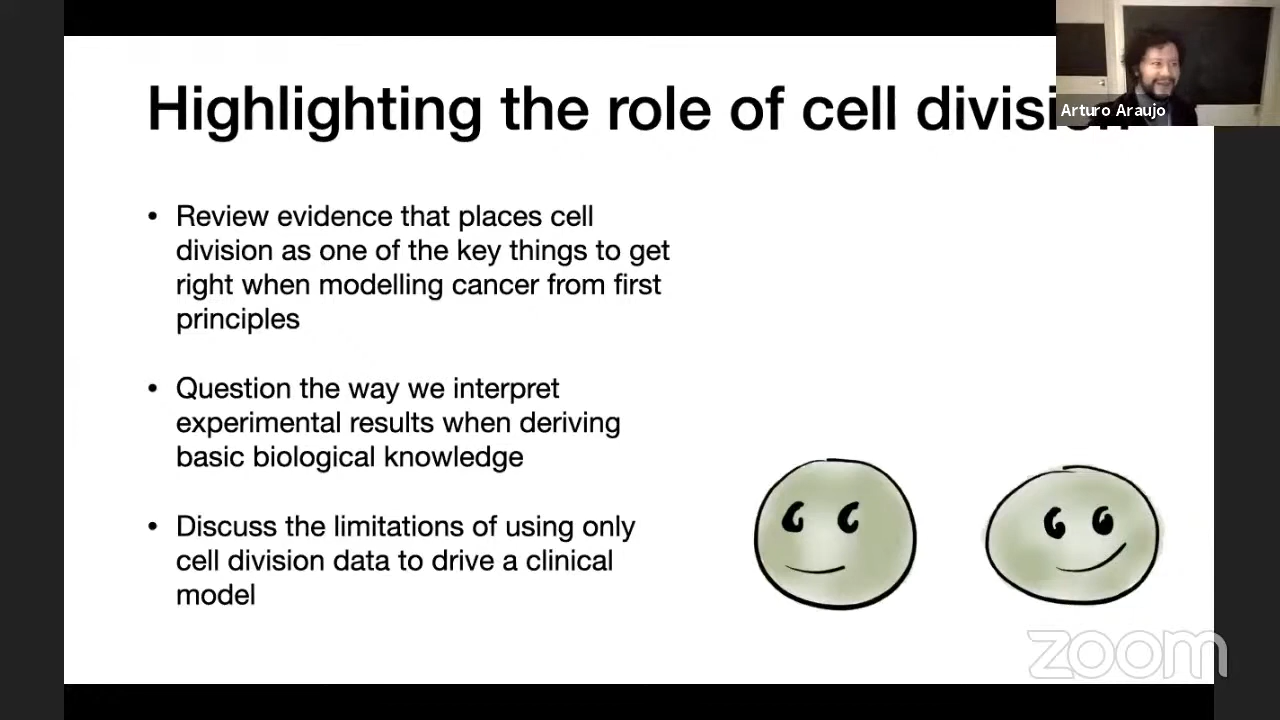 Highlighting the role of cell division
Arturo Araujo
• Review evidence that places cell
division as one of the key things to get
right when modelling cancer from first
principles
• Question the way we interpret
experimental results when deriving
basic biological knowledge
• Discuss the limitations of using only
cell division data to drive a clinical
model
zoom